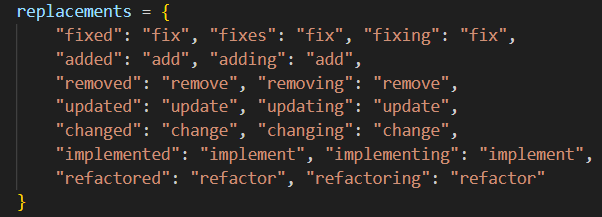 replacements = {
    "fixed": "fix", "fixes": "fix", "fixing": "fix",
    "added": "add", "adding": "add",
    "removed": "remove", "removing": "remove",
    "updated": "update", "updating": "update",
    "changed": "change", "changing": "change",
    "implemented": "implement", "implementing": "implement",
    "refactored": "refactor", "refactoring": "refactor"
}